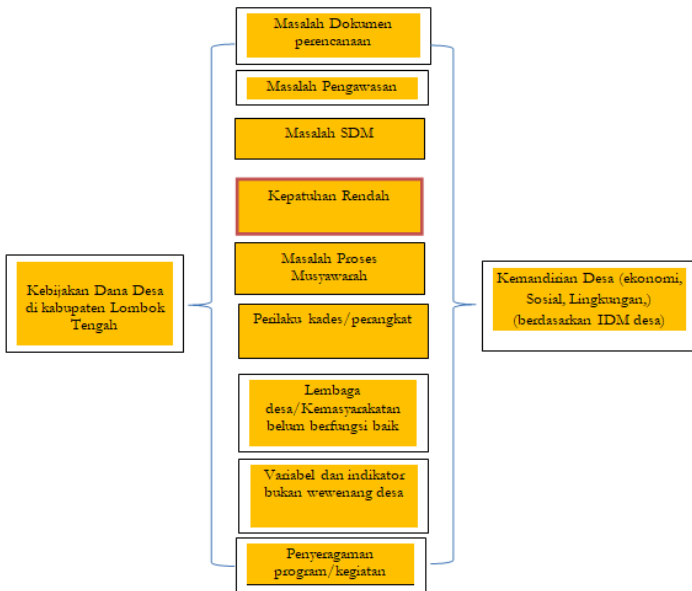 Masalah Dokumen
perencanaan
Masalah Pengawasan
Masalah SDM
Kepatuhan Rendah
Masalah Proses
Musyawarah
Perilaku kades/perangkat
Lembaga
desa/Kemasyarakatan
belum berfungsi baik
Variabel dan indikator
bukan wewenang desa
Penyeragaman
program/kegiatan
Kebijakan Dana Desa
di kabupaten Lombok
Tengah
Kemandirian Desa (ekonomi,
Sosial, Lingkungan,)
(berdasarkan IDM desa)